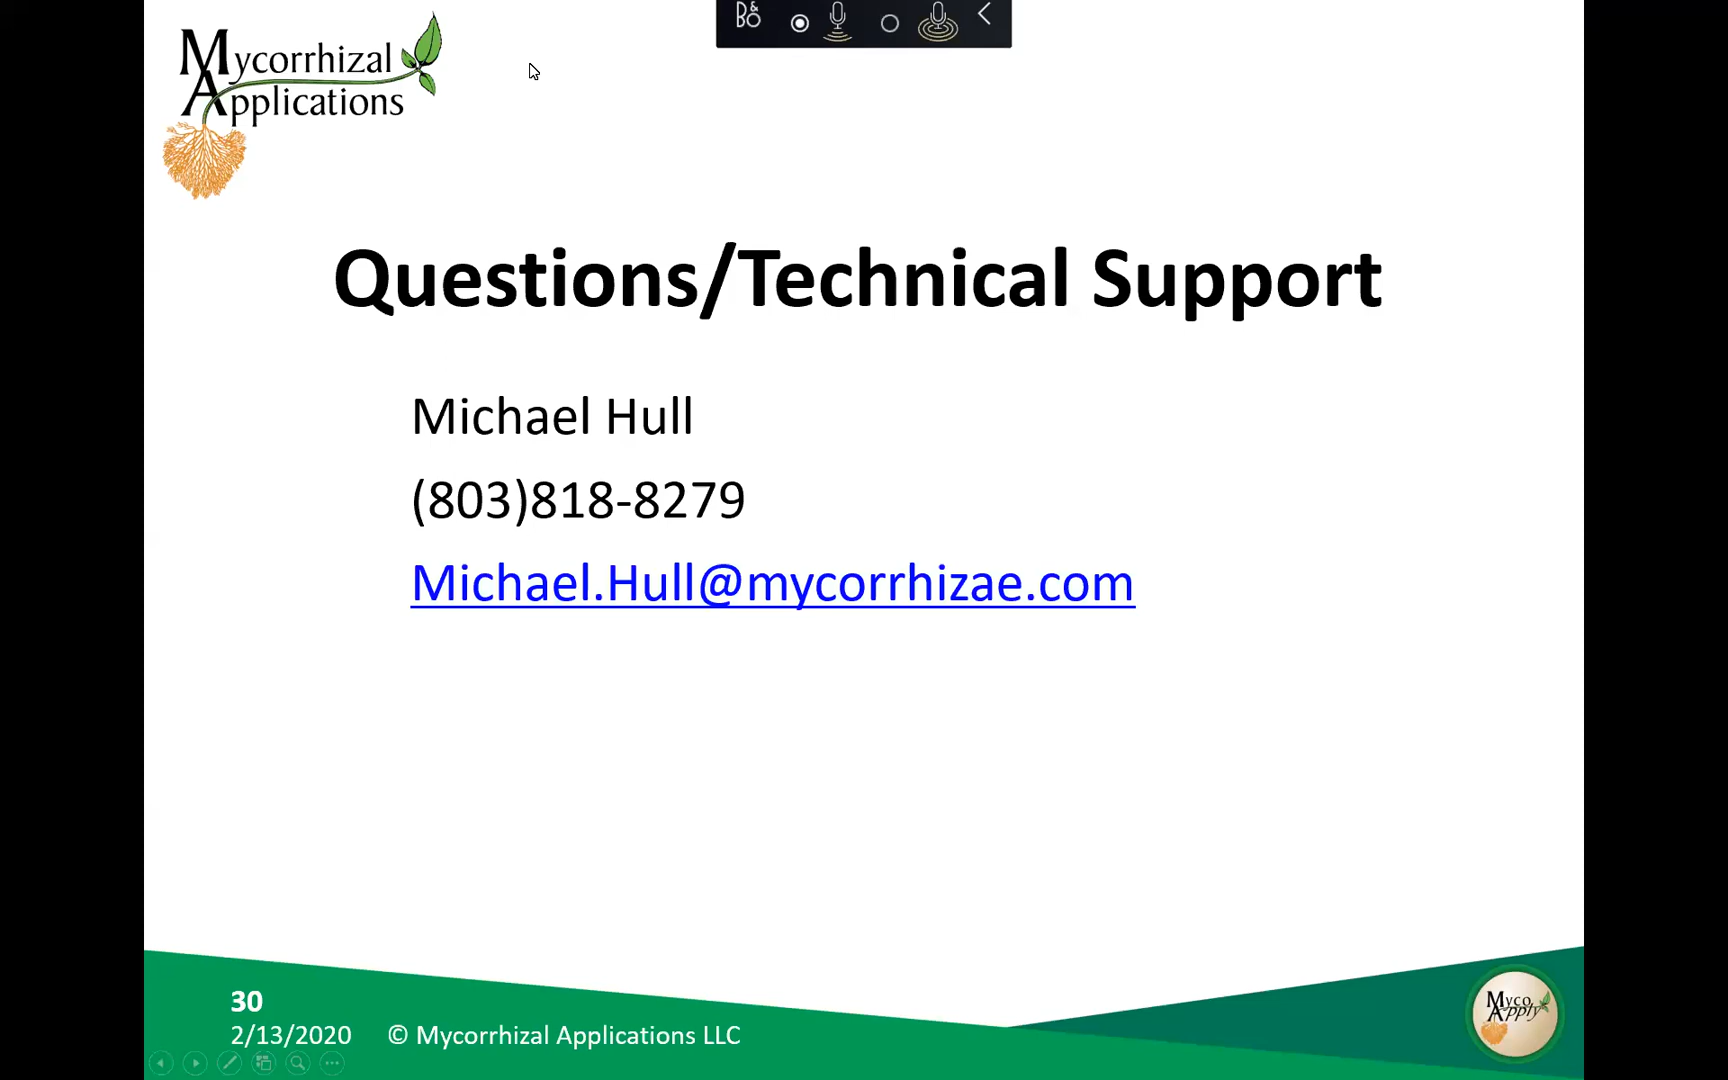 B&O
Mycorrhizal
Applications
Questions/Technical Support
Michael Hull
(803)818-8279
Michael.Hull@mycorrhizae.com
30
2/13/2020 © Mycorrhizal Applications LLC
Myco
Apply